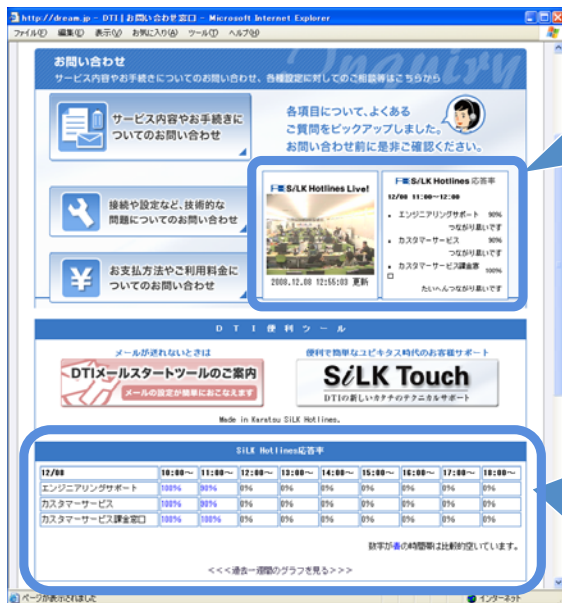 http://dream.jp - DTI | お問い合わせ窓口 - Microsoft Internet Explorer
ファイル(F) 編集(E) 表示(V) お気に入り(A) ツール(T) ヘルプ(H)
お問い合わせ
サービス内容やお手続きについてのお問い合わせ、各種設定に対してのご相談等はこちらから
Inquiry
サービス内容やお手続きに
ついてのお問い合わせ
各項目について、よくある
ご質問をピックアップしました。
お問い合わせ前に是非ご確認ください。
接続や設定など、技術的な
問題についてのお問い合わせ
お支払方法やご利用料金に
ついてのお問い合わせ
S/LK Hotlines Live!
2008.12.08 12:55:03 更新
S/LK Hotlines 応答率
12/08 11:00~12:00
エンジニアリングサポート 90%
つながり易いです
カスタマーサービス 90%
つながり易いです
カスタマーサービス課金窓口 100%
たいへんつながり易いです
DTI便利ツール
メールが送れないときは
DTIメールスタートツールのご案内
メールの設定が簡単におこなえます
便利で簡単なユビキタス時代のお客様サポート
SiLK Touch
DTIの新しいカタチのテクニカルサポート
Made in Karatsu SiLK Hotlines.
SiLK Hotlines応答率
12/08 10:00~ 11:00~ 12:00~ 13:00~ 14:00~ 15:00~ 16:00~ 17:00~ 18:00~
エンジニアリングサポート 100% 90% 0% 0% 0% 0% 0% 0% 0%
カスタマーサービス 100% 90% 0% 0% 0% 0% 0% 0% 0%
カスタマーサービス課金窓口 100% 100% 0% 0% 0% 0% 0% 0% 0%
数字が青の時間帯は比較的空いています。
<<<過去一週間のグラフを見る>>>
ページが表示されました
インターネット